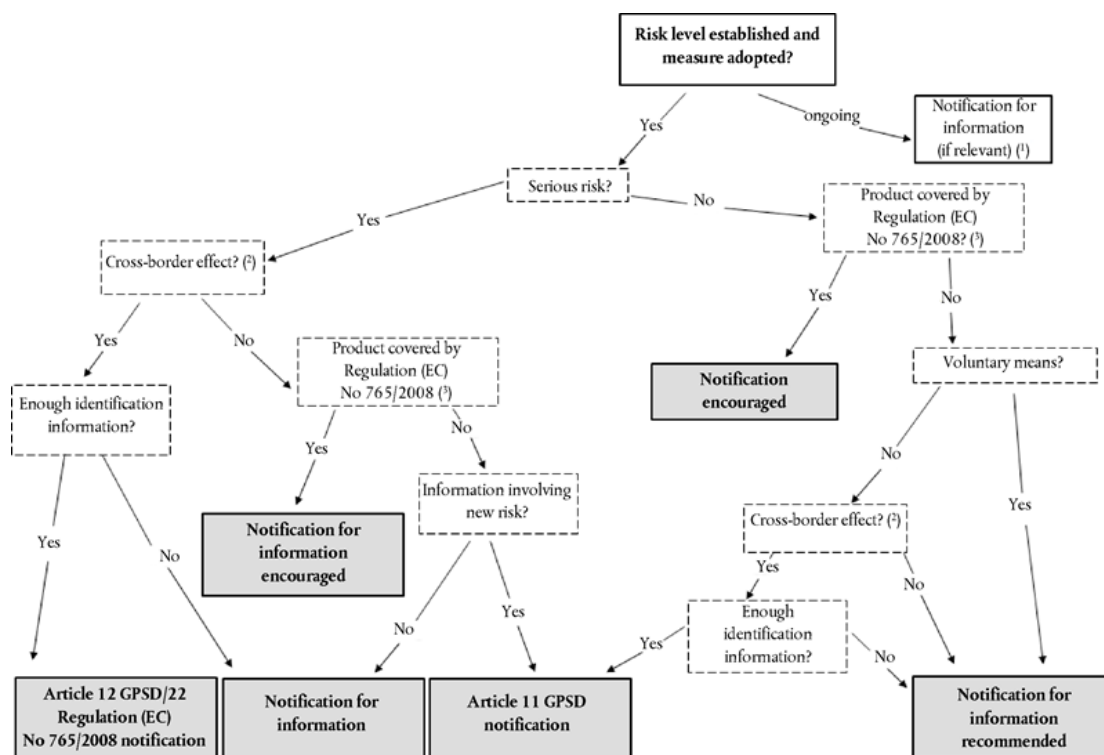 Risk level established and
measure adopted?
Yes
ongoing
Notification for
information
(if relevant) (¹)
Serious risk?
Yes
No
Product covered by
Regulation (EC)
No 765/2008? (³)
Cross-border effect? (²)
Yes
No
Yes
No
Product covered by
Regulation (EC)
No 765/2008 (³)
Voluntary means?
Notification
encouraged
Enough identification
information?
Yes
No
No
Yes
Information involving
new risk?
Cross-border effect? (²)
Yes
No
Notification for
information
encouraged
Yes
No
No
Yes
Enough
identification
information?
Yes
No
Article 12 GPSD/22
Regulation (EC)
No 765/2008 notification
Notification for
information
Article 11 GPSD
notification
Notification for
information
recommended